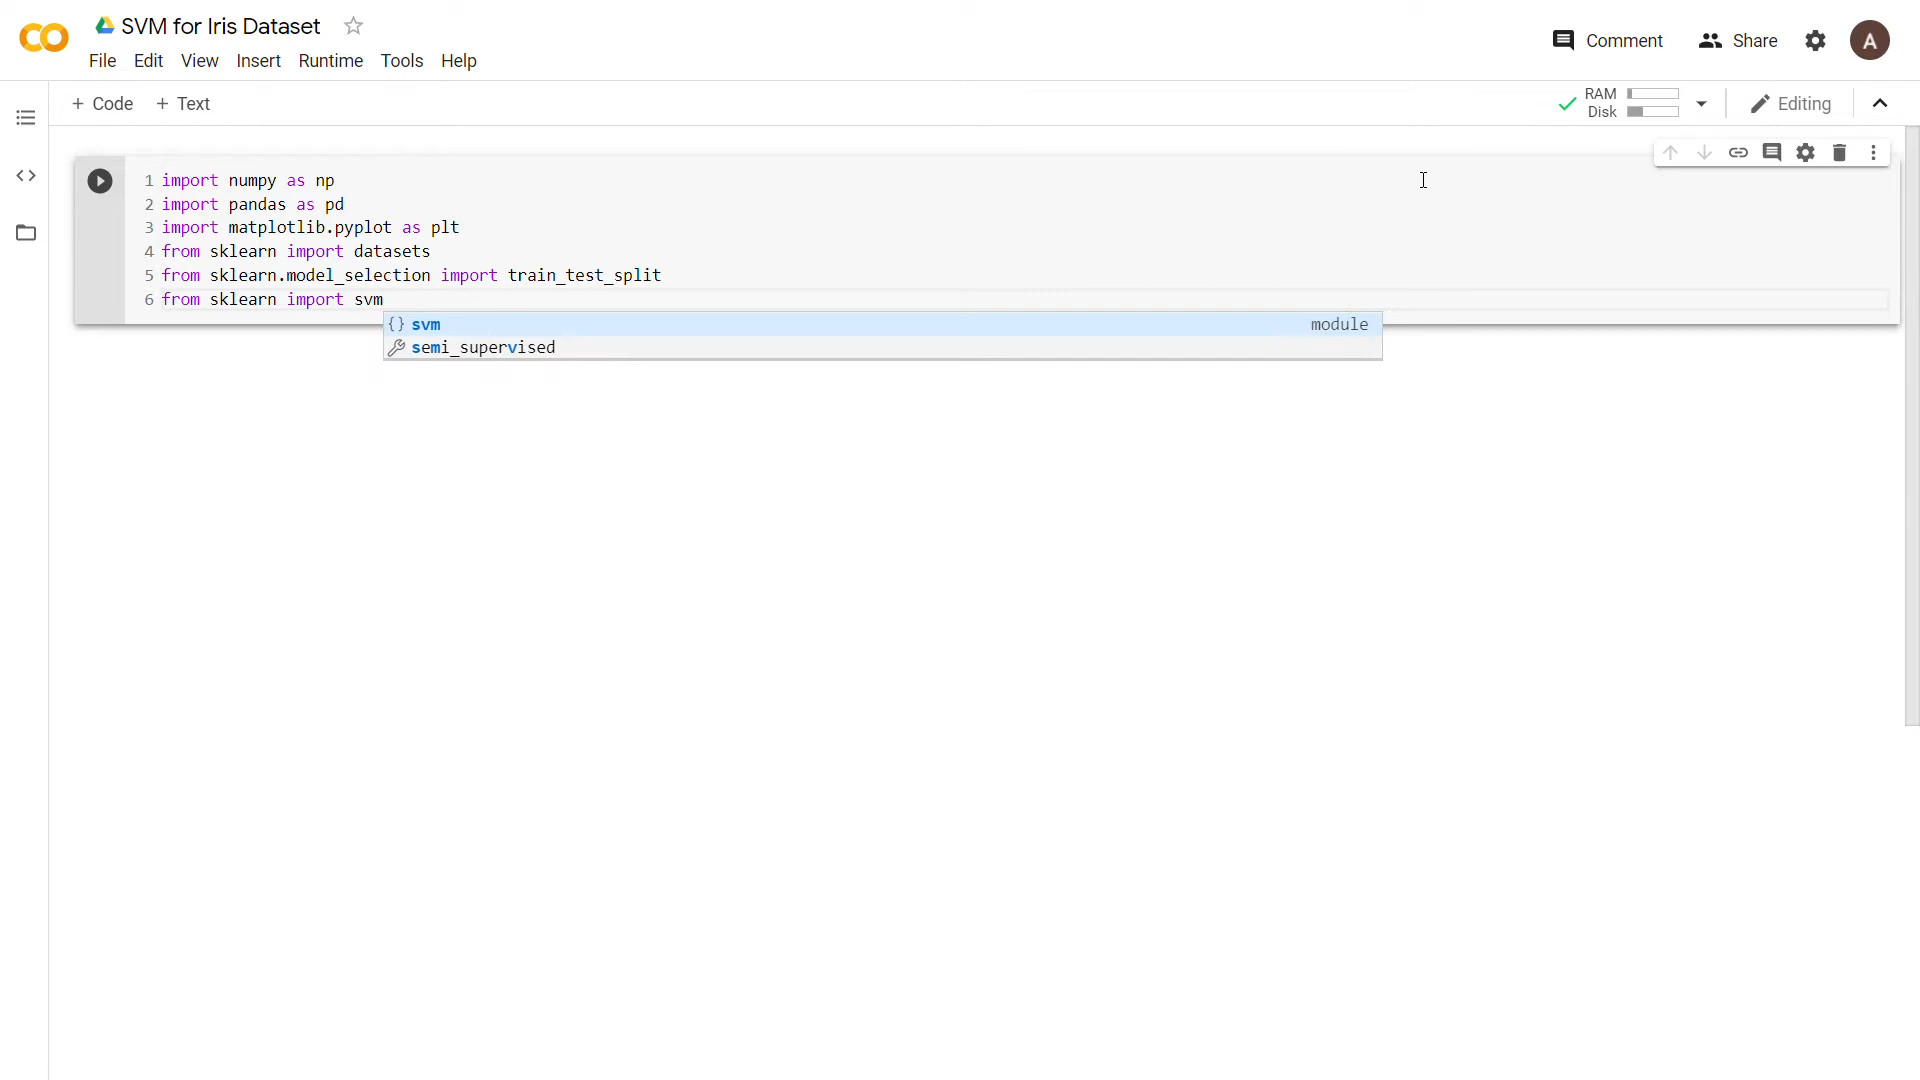 SVM for Iris Dataset
File Edit View Insert Runtime Tools Help
Comment Share A
+ Code + Text
RAM
Disk
Editing
1 import numpy as np
2 import pandas as pd
3 import matplotlib.pyplot as plt
4 from sklearn import datasets
5 from sklearn.model_selection import train_test_split
6 from sklearn import svm
{} svm module
semi_supervised